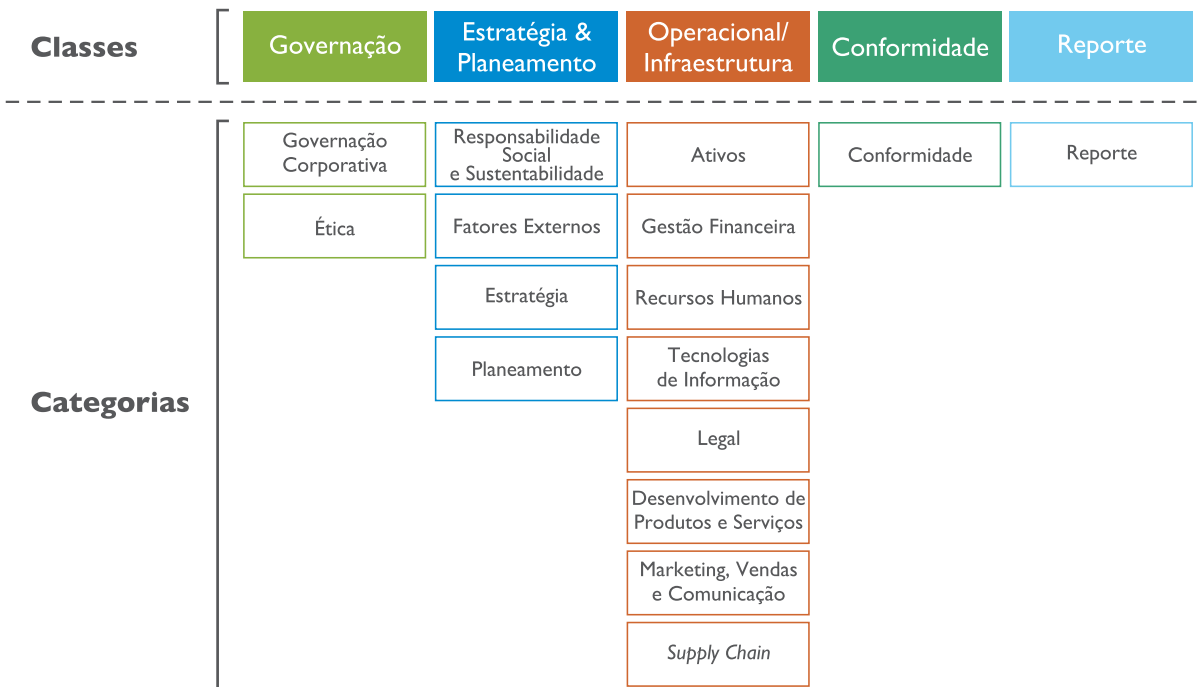 Classes
Governação
Estratégia &
Planeamento
Operacional/
Infraestrutura
Conformidade
Reporte
Categorias
Governação
Corporativa
Ética
Responsabilidade
Social
e Sustentabilidade
Fatores Externos
Estratégia
Planeamento
Ativos
Gestão Financeira
Recursos Humanos
Tecnologias
de Informação
Legal
Desenvolvimento de
Produtos e Serviços
Marketing, Vendas
e Comunicação
Supply Chain
Conformidade
Reporte